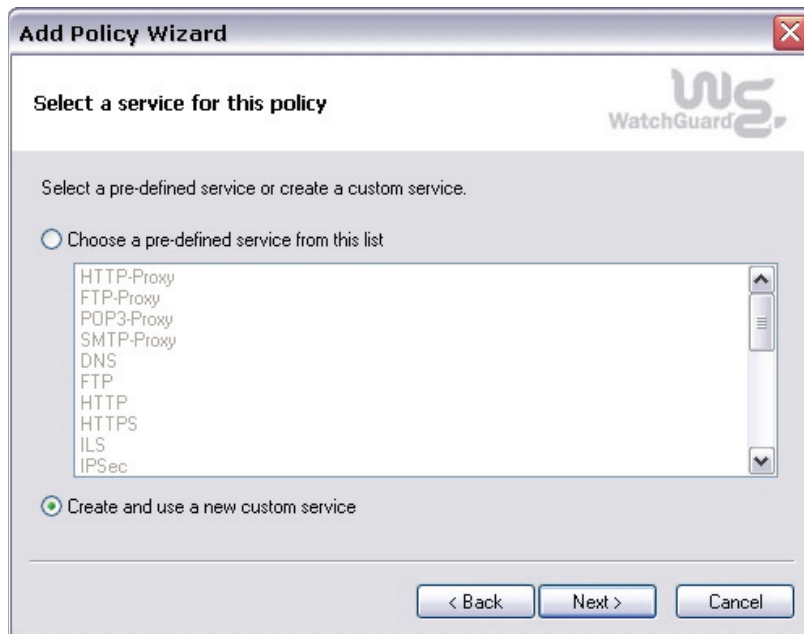 Add Policy Wizard
Select a service for this policy
WatchGuard
Select a pre-defined service or create a custom service.
Choose a pre-defined service from this list
HTTP-Proxy
FTP-Proxy
POP3-Proxy
SMTP-Proxy
DNS
FTP
HTTP
HTTPS
ILS
IPSec
Create and use a new custom service
< Back
Next >
Cancel